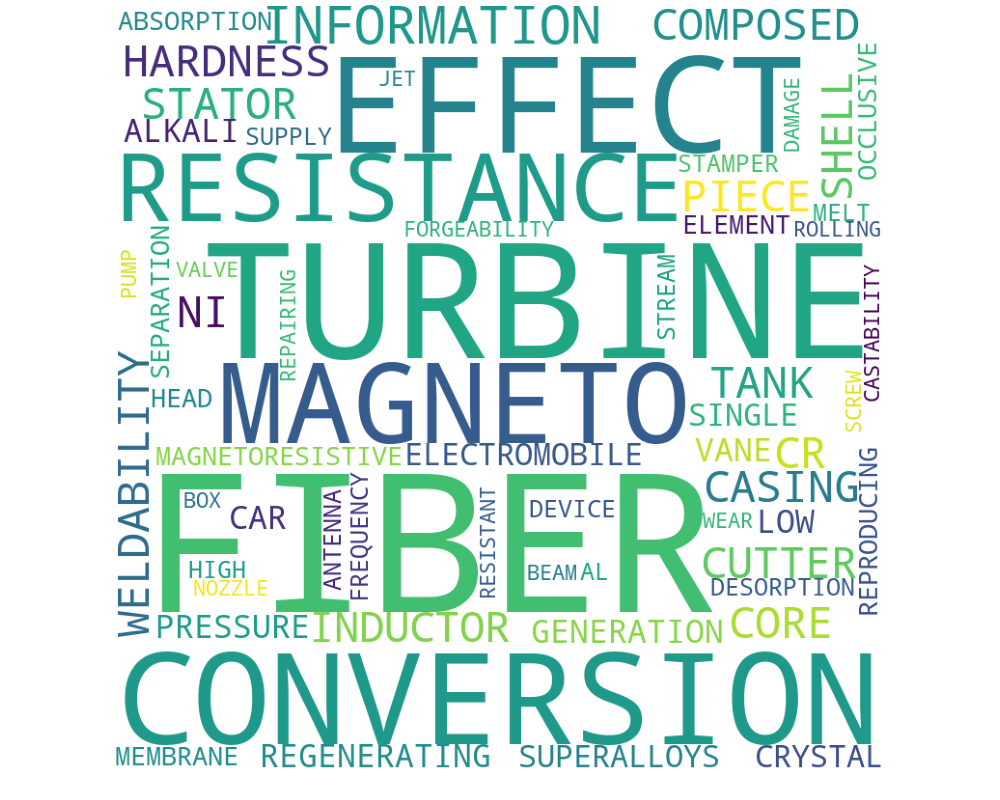 ABSORPTION
INFORMATION
COMPOSED
HARDNESS
EFFECT
JET
STATOR
ALKALI
SUPPLY
DAMAGE
SHELL
OCCLUSIVE
RESISTANCE
STAMPER
PIECE
MELT
ELEMENT
ROLLING
FORGEABILITY
PUMP
SEPARATION
VALVE
NI
REPAIRING
TURBINE
STREAM
CASTABILITY
WELDABILITY
HEAD
MAGNETO
TANK
SINGLE
SCREW
MAGNETORESISTIVE
ELECTROMOBILE
VANE
CR
REPRODUCING
FIBER
BOX
CAR
ANTENNA
FREQUENCY
RESISTANT
DEVICE
CASING
WEAR
LOW
HIGH
NOZZLE
BEAM
AL
CUTTER
DESORPTION
PRESSURE
INDUCTOR
GENERATION
CORE
CONVERSION
MEMBRANE
REGENERATING
SUPERALLOYS
CRYSTAL